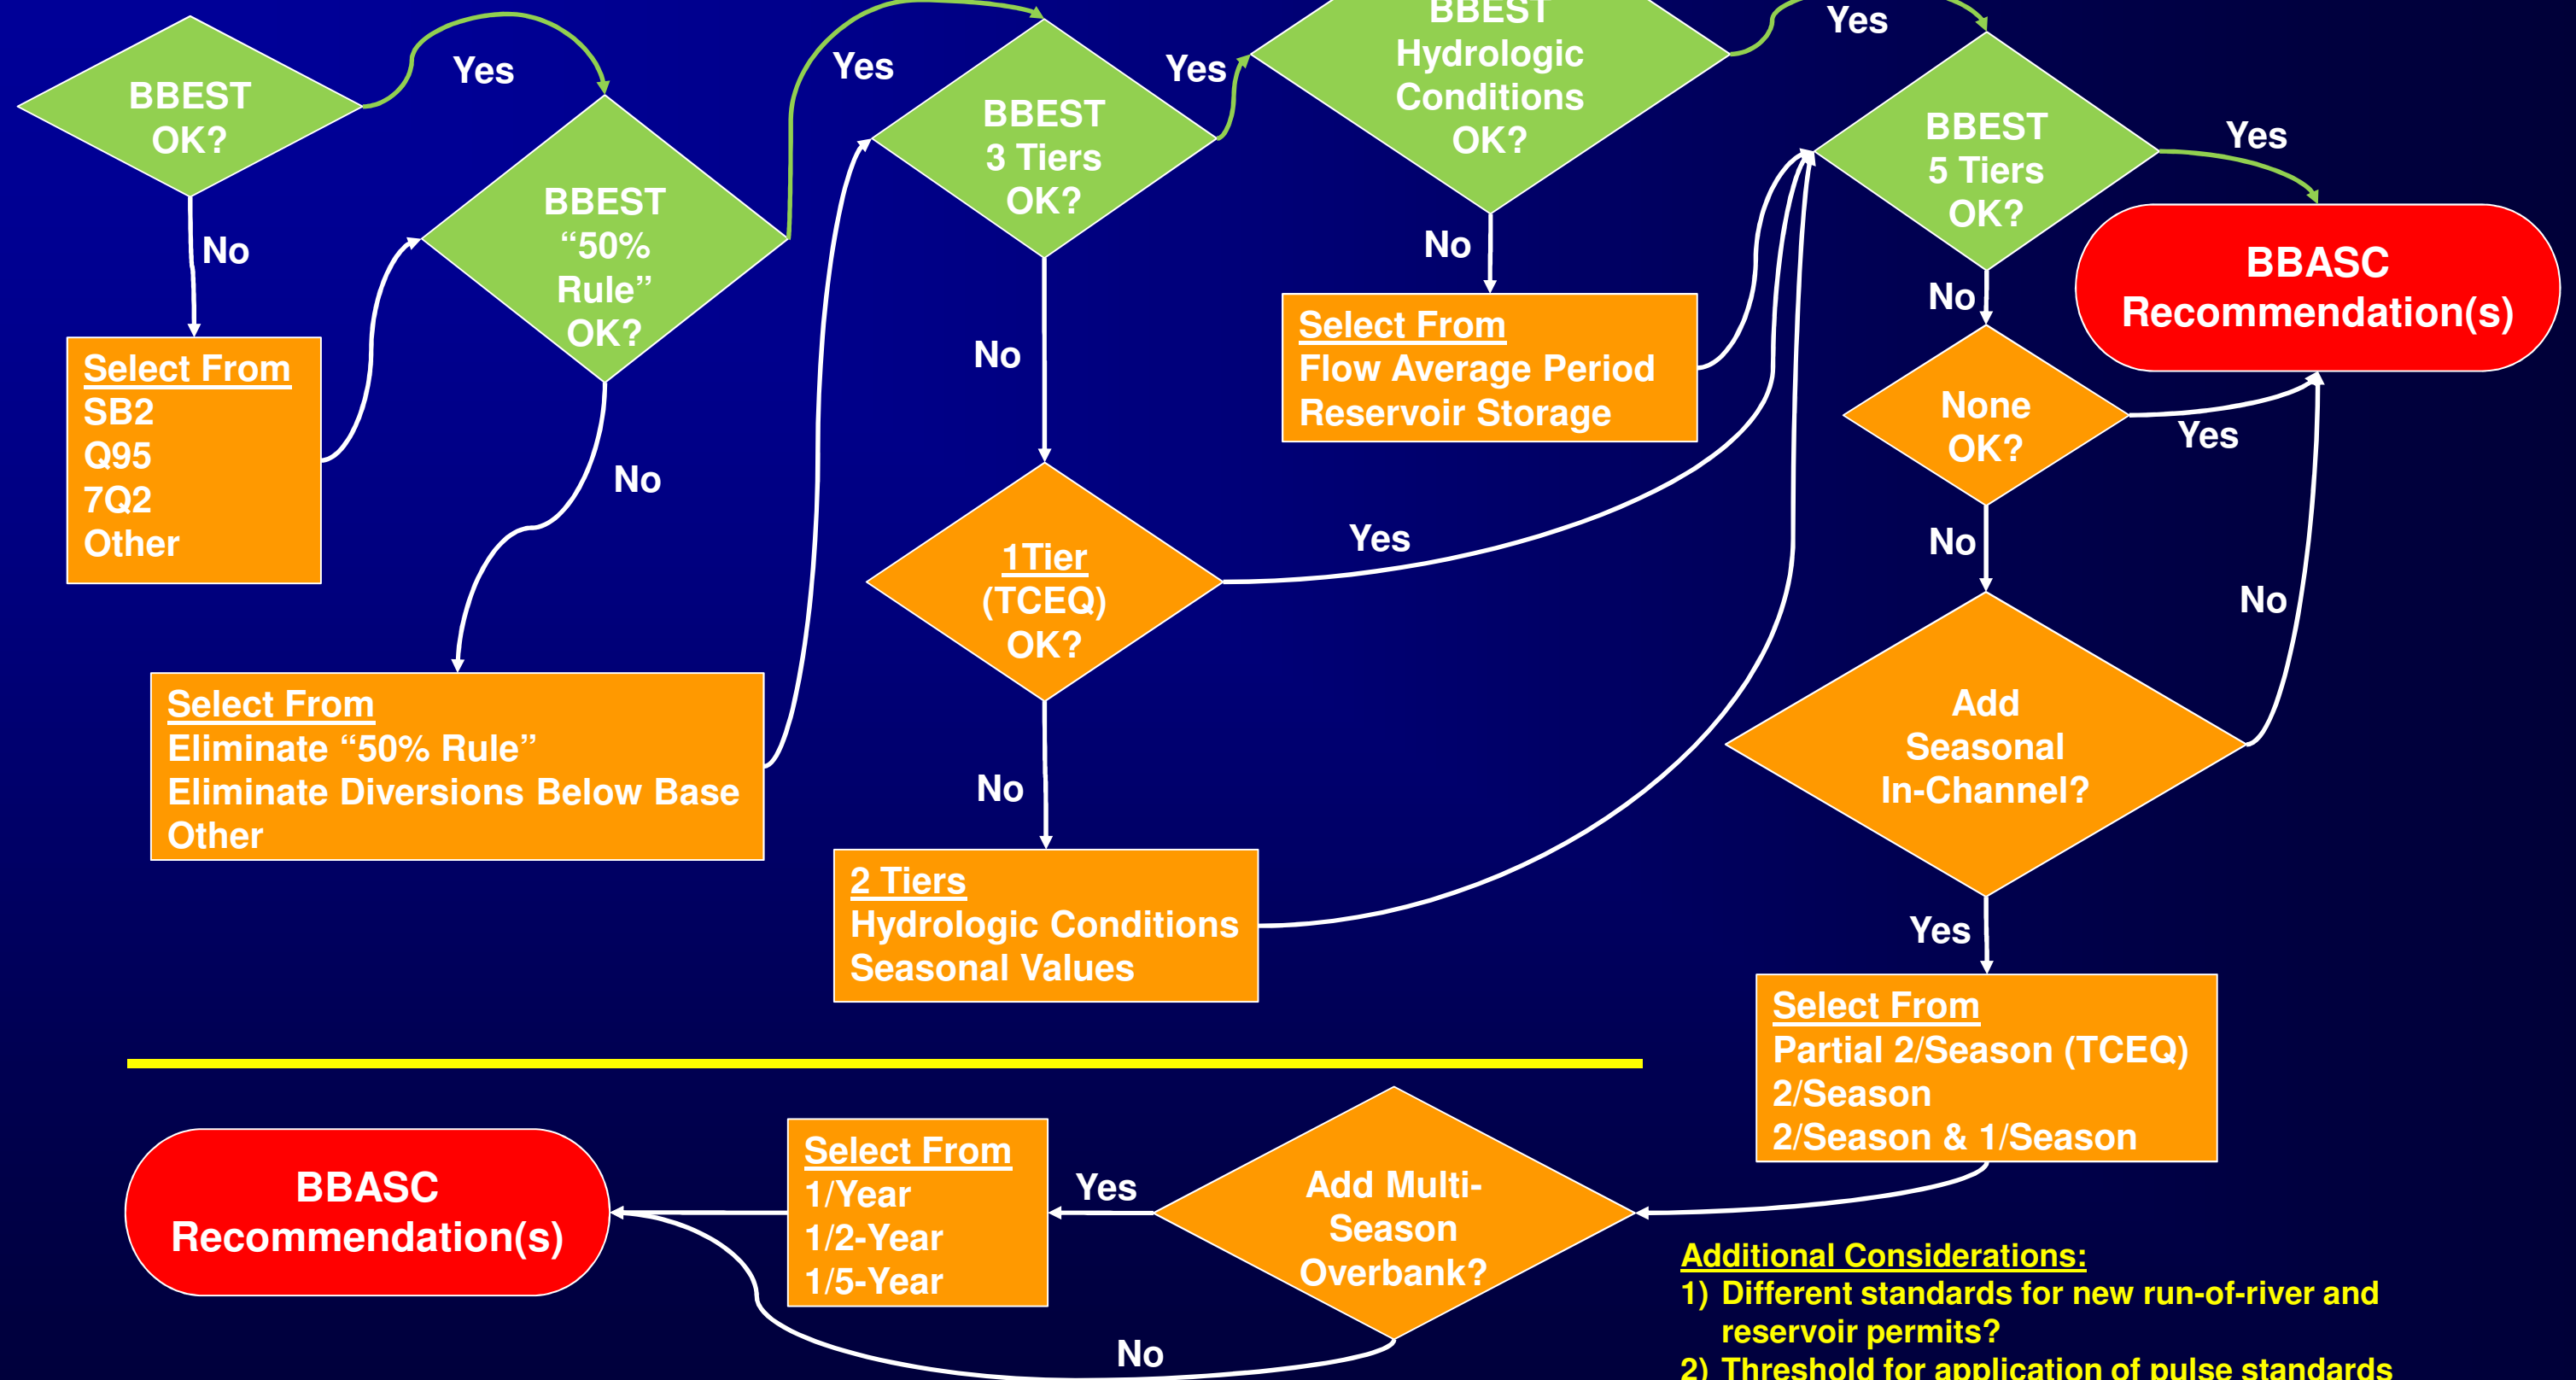 BBEST
OK?
Yes
No
Select From
SB2
Q95
7Q2
Other
BBEST
“50%
Rule”
OK?
Yes
No
Select From
Eliminate “50% Rule”
Eliminate Diversions Below Base
Other
BBEST
3 Tiers
OK?
Yes
No
1Tier
(TCEQ)
OK?
Yes
No
2 Tiers
Hydrologic Conditions
Seasonal Values
BBEST
Hydrologic
Conditions
OK?
Yes
No
Select From
Flow Average Period
Reservoir Storage
BBEST
5 Tiers
OK?
Yes
No
BBASC
Recommendation(s)
None
OK?
Yes
No
Add
Seasonal
In-Channel?
No
Yes
Select From
Partial 2/Season (TCEQ)
2/Season
2/Season & 1/Season
Add Multi-
Season
Overbank?
Yes
No
Select From
1/Year
1/2-Year
1/5-Year
BBASC
Recommendation(s)
Additional Considerations:
1) Different standards for new run-of-river and
reservoir permits?
2) Threshold for application of pulse standards